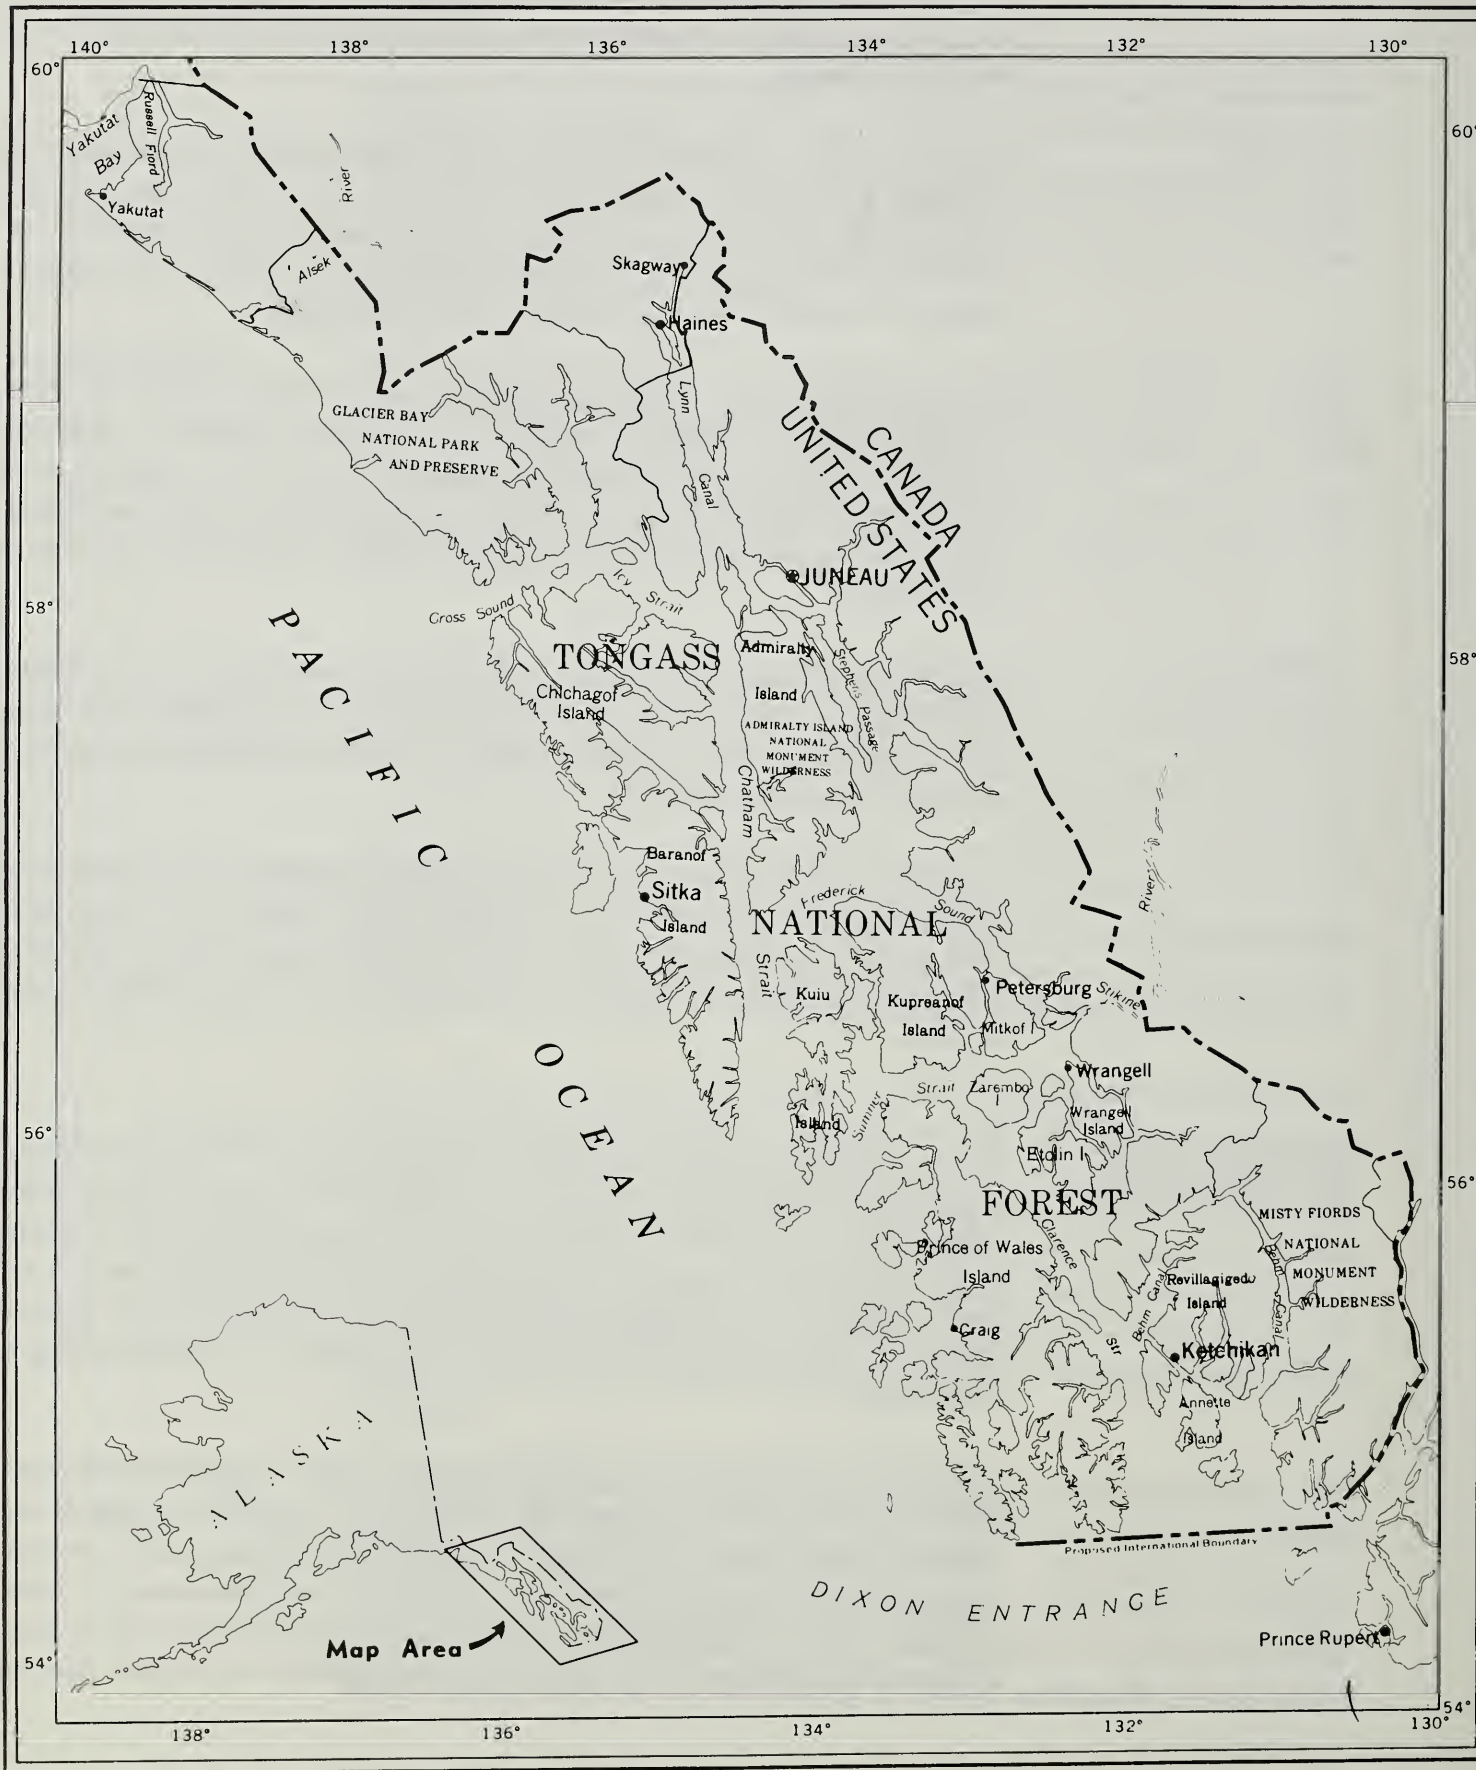 140° 138° 136° 134° 132° 130°
60°
60°
Yakutat
Bay
Russell Fiord
Yakutat
River
Alsek
Skagway
Haines
GLACIER BAY
NATIONAL PARK
AND PRESERVE
Lynn
Canal
CANADA
UNITED STATES
JUNEAU
58°
58°
Cross Sound
Icy
Strait
TONGASS
Chichagof
Island
Admiralty
Island
ADMIRALTY ISLAND
NATIONAL
MONUMENT
WILDERNESS
Stephens Passage
PACIFIC
OCEAN
Chatham
Strait
Baranof
Sitka
Island
Frederick
Sound
NATIONAL
Rivers
Stikine
Kuiu
Island
Kupreanof
Island
Petersburg
Mitkof I
Wrangell
Sumner
Strait
Zarembo
I
Wrangell
Island
Etolin I
56°
56°
FOREST
Clarence
Str
Prince of Wales
Island
Craig
Behm Canal
Revillagigedo
Island
Behm
Canal
MISTY FIORDS
NATIONAL
MONUMENT
WILDERNESS
Ketchikan
Annette
Island
Proposed International Boundary
DIXON ENTRANCE
Prince Rupert
ALASKA
Map Area
54°
54°
138° 136° 134° 132° 130°